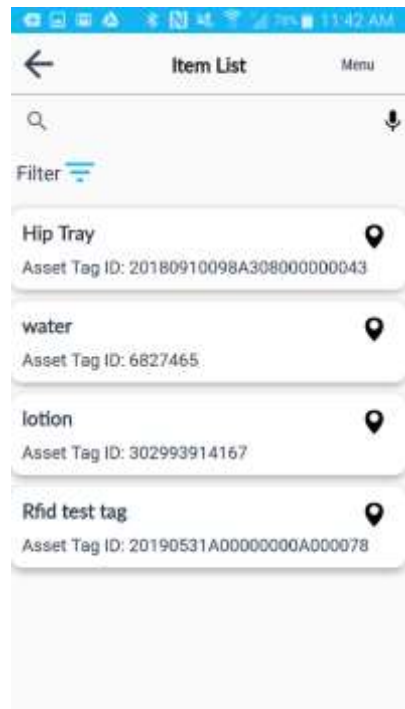 78% 11:42 AM
Item List Menu
Filter
Hip Tray
Asset Tag ID: 20180910098A308000000043
water
Asset Tag ID: 6827465
lotion
Asset Tag ID: 302993914167
Rfid test tag
Asset Tag ID: 20190531A00000000A000078